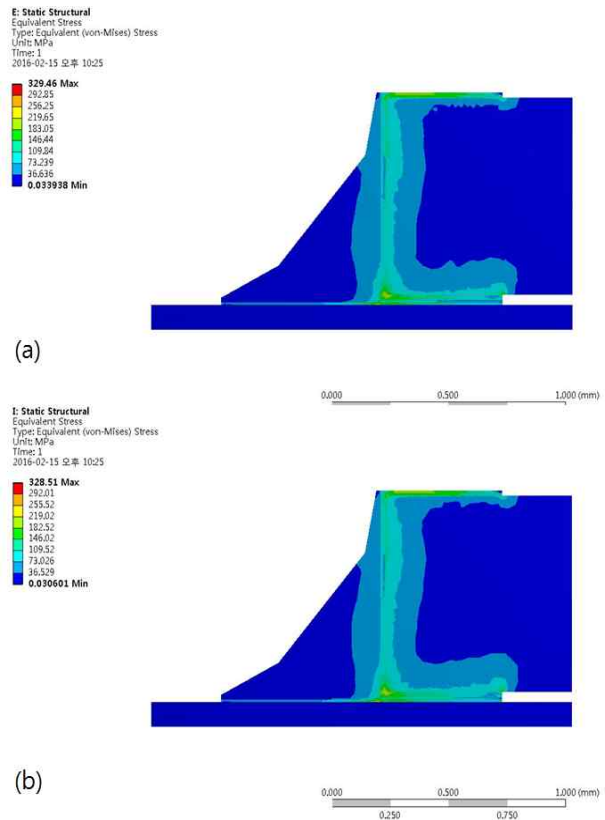 E: Static Structural
Equivalent Stress
Type: Equivalent (von-Mises) Stress
Unit: MPa
Time: 1
2016-02-15 오후 10:25
329.46 Max
292.85
256.25
219.65
183.05
146.44
109.84
73.239
36.636
0.033938 Min
(a)
0.000 0.500 1.000 (mm)
I: Static Structural
Equivalent Stress
Type: Equivalent (von-Mises) Stress
Unit: MPa
Time: 1
2016-02-15 오후 10:25
328.51 Max
292.01
255.52
219.02
182.52
146.02
109.52
73.026
36.529
0.030601 Min
(b)
0.000 0.500 1.000 (mm)
0.250 0.750